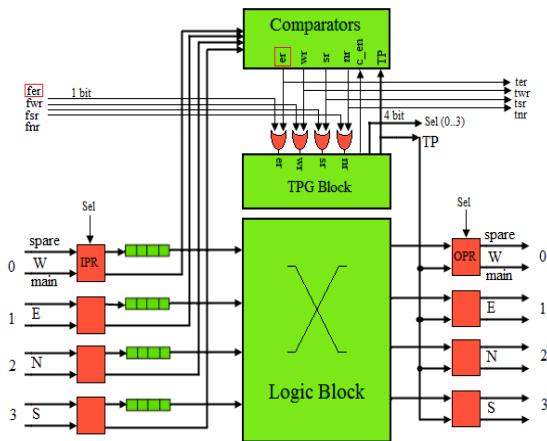 Comparators
er wr sr nr c_en TP
fer
fwr
fsr
fnr
1 bit
ter
twr
tsr
tnr
4 bit
Sel (0..3)
TP
er wr sr nr
TPG Block
Sel
Sel
0 spare W main IPR
OPR spare W main 0
1 E
E 1
2 N
N 2
3 S
S 3
Logic Block